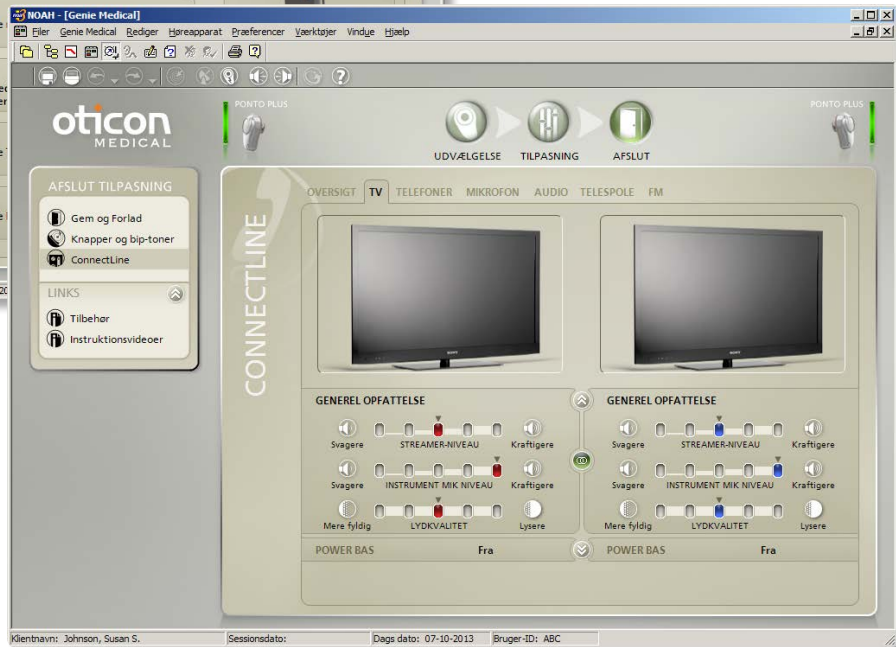 NOAH - [Genie Medical]
Filer Genie Medical Rediger Høreapparat Præferencer Værktøjer Vindue Hjælp
oticon
MEDICAL
PONTO PLUS
UDVÆLGELSE TILPASNING AFSLUT
PONTO PLUS
AFSLUT TILPASNING
Gem og Forlad
Knapper og bip-toner
ConnectLine
LINKS
Tilbehør
Instruktionsvideoer
CONNECTLINE
OVERSIGT TV TELEFONER MIKROFON AUDIO TELESPOLE FM
SONY
SONY
GENEREL OPFATTELSE
Svagere STREAMER-NIVEAU Kraftigere
Svagere INSTRUMENT MIK NIVEAU Kraftigere
Mere fyldig LYDKVALITET Lysere
POWER BAS Fra
GENEREL OPFATTELSE
Svagere STREAMER-NIVEAU Kraftigere
Svagere INSTRUMENT MIK NIVEAU Kraftigere
Mere fyldig LYDKVALITET Lysere
POWER BAS Fra
Klientnavn: Johnson, Susan S. Sessionsdato: Dags dato: 07-10-2013 Bruger-ID: ABC